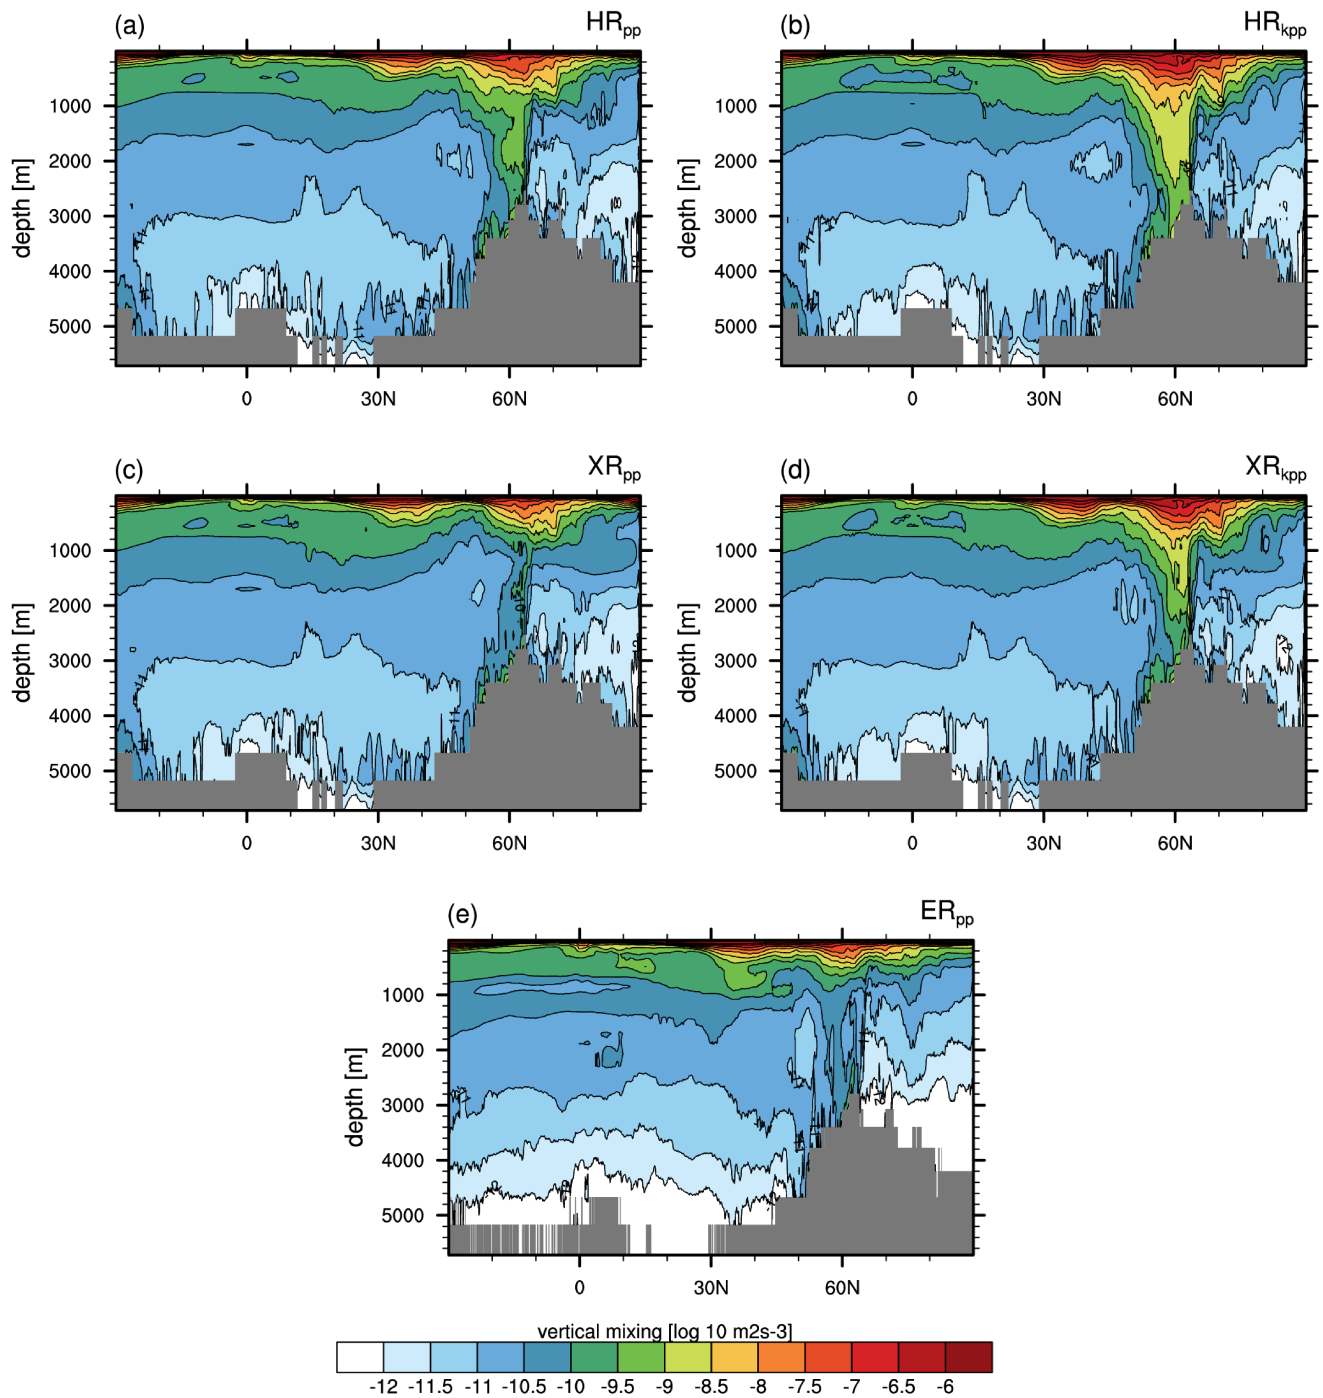 (a) HRpp
(b) HRkpp
depth [m]
1000
2000
3000
4000
5000
0 30N 60N
depth [m]
1000
2000
3000
4000
5000
0 30N 60N
(c) XRpp
(d) XRkpp
depth [m]
1000
2000
3000
4000
5000
0 30N 60N
depth [m]
1000
2000
3000
4000
5000
0 30N 60N
(e) ERpp
depth [m]
1000
2000
3000
4000
5000
0 30N 60N
vertical mixing [log 10 m2s-3]
-12 -11.5 -11 -10.5 -10 -9.5 -9 -8.5 -8 -7.5 -7 -6.5 -6